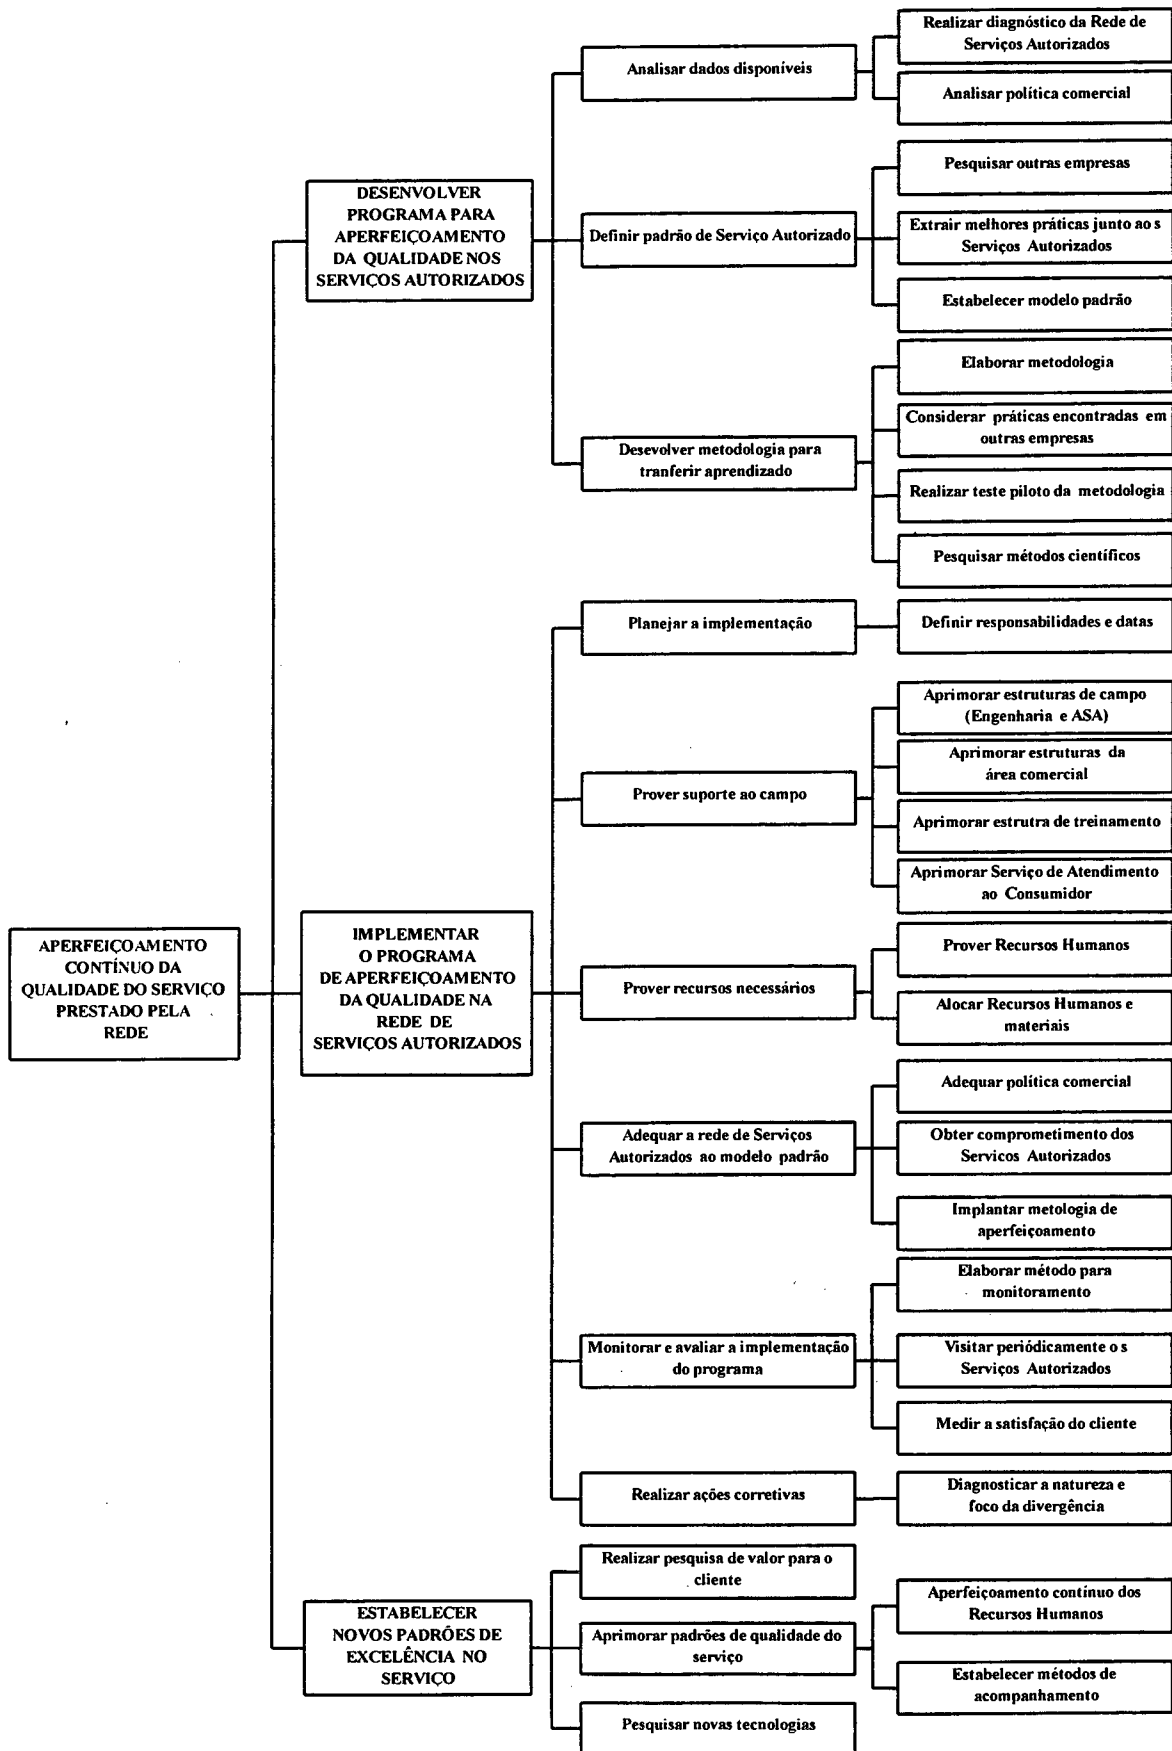 Realizar diagnóstico da Rede de
Serviços Autorizados
Analisar dados disponíveis
Analisar política comercial
Pesquisar outras empresas
DESENVOLVER
PROGRAMA PARA
APERFEIÇOAMENTO
DA QUALIDADE NOS
SERVIÇOS AUTORIZADOS
Definir padrão de Serviço Autorizado
Extrair melhores práticas junto ao s
Serviços Autorizados
Estabelecer modelo padrão
Elaborar metodologia
Considerar práticas encontradas em
outras empresas
Desevolver metodologia para
tranferir aprendizado
Realizar teste piloto da metodologia
Pesquisar métodos científicos
Planejar a implementação
Definir responsabilidades e datas
Aprimorar estruturas de campo
(Engenharia e ASA)
Aprimorar estruturas da
área comercial
Prover suporte ao campo
Aprimorar estrutra de treinamento
Aprimorar Serviço de Atendimento
ao Consumidor
APERFEIÇOAMENTO
CONTÍNUO DA
QUALIDADE DO SERVIÇO
PRESTADO PELA
REDE
IMPLEMENTAR
O PROGRAMA
DE APERFEIÇOAMENTO
DA QUALIDADE NA
REDE DE
SERVIÇOS AUTORIZADOS
Prover recursos necessários
Prover Recursos Humanos
Alocar Recursos Humanos e
materiais
Adequar política comercial
Adequar a rede de Serviços
Autorizados ao modelo padrão
Obter comprometimento dos
Servicos Autorizados
Implantar metologia de
aperfeiçoamento
Elaborar método para
monitoramento
Monitorar e avaliar a implementação
do programa
Visitar periódicamente o s
Serviços Autorizados
Medir a satisfação do cliente
Realizar ações corretivas
Diagnosticar a natureza e
foco da divergência
Realizar pesquisa de valor para o
cliente
ESTABELECER
NOVOS PADRÕES DE
EXCELÊNCIA NO
SERVIÇO
Aprimorar padrões de qualidade do
serviço
Aperfeiçoamento contínuo dos
Recursos Humanos
Estabelecer métodos de
acompanhamento
Pesquisar novas tecnologias